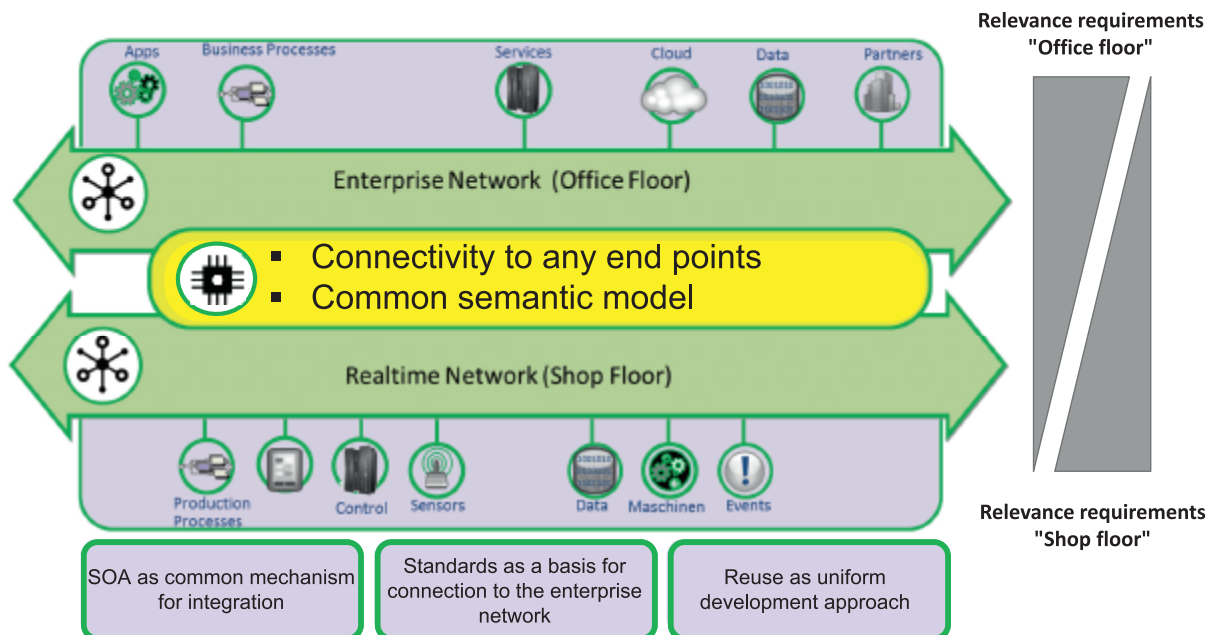 Relevance requirements
"Office floor"
Apps
Business Processes
Services
Cloud
Data
Partners
Enterprise Network (Office Floor)
▪ Connectivity to any end points
▪ Common semantic model
Realtime Network (Shop Floor)
Production
Processes
Control
Sensors
Data
Maschinen
Events
Relevance requirements
"Shop floor"
SOA as common mechanism
for integration
Standards as a basis for
connection to the enterprise
network
Reuse as uniform
development approach